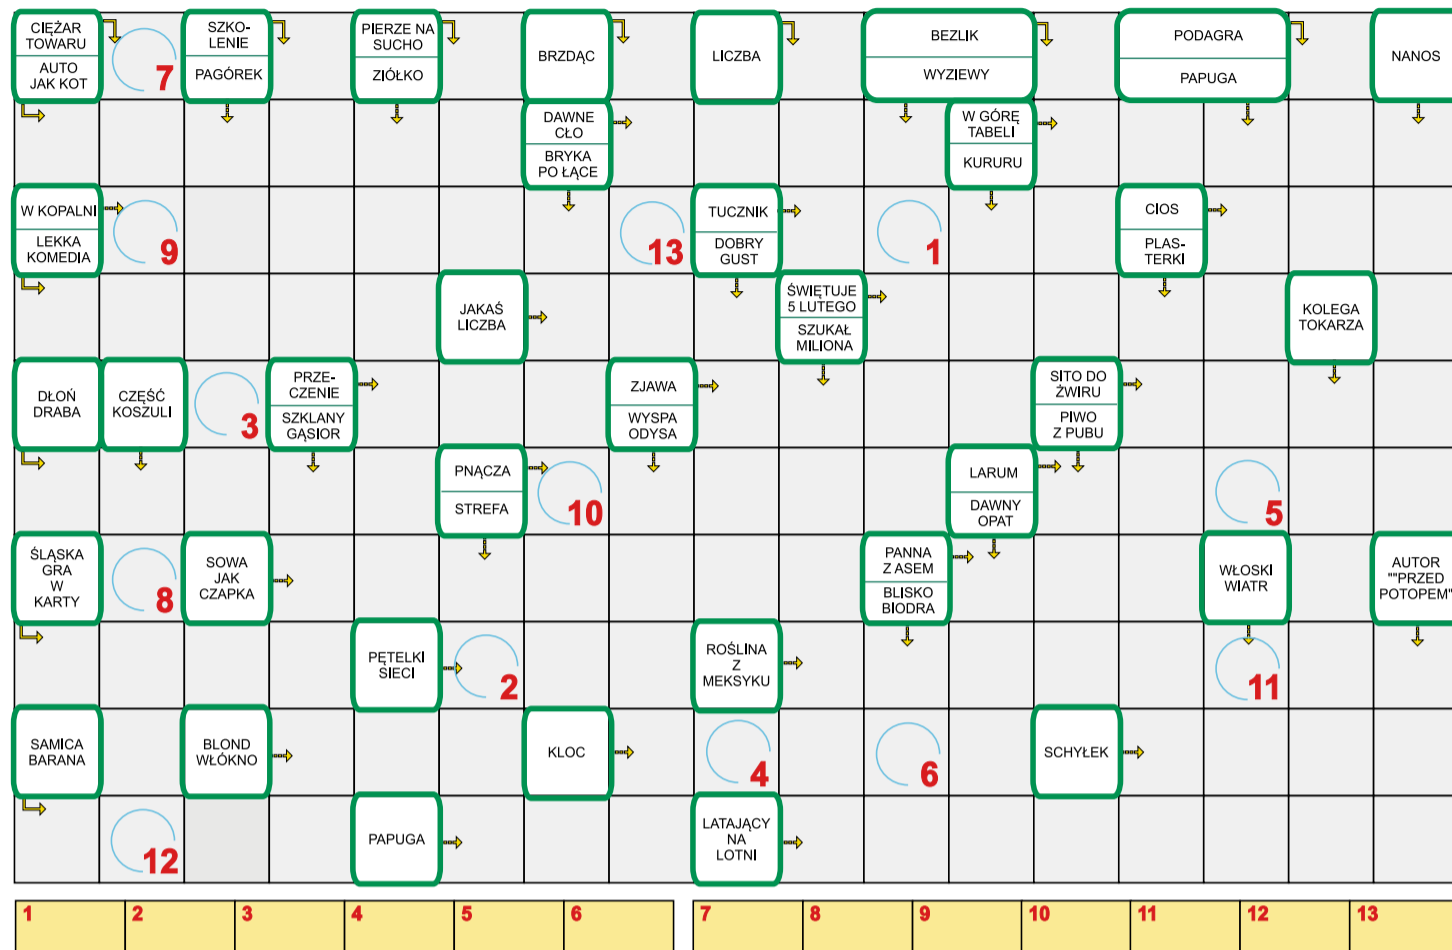 CIĘŻAR
TOWARU
AUTO
JAK KOT
7
SZKO-
LENIE
PAGÓREK
PIERZE NA
SUCHO
ZIÓŁKO
BRZDĄC
LICZBA
BEZLIK
WYZIEWY
PODAGRA
PAPUGA
NANOS
DAWNE
CŁO
BRYKA
PO ŁĄCE
W GÓRĘ
TABELI
KURURU
W KOPALNI
LEKKA
KOMEDIA
9
13
TUCZNIK
DOBRY
GUST
1
CIOS
PLAS-
TERKI
JAKAŚ
LICZBA
ŚWIĘTUJE
5 LUTEGO
SZUKAŁ
MILIONA
KOLEGA
TOKARZA
DŁOŃ
DRABA
CZĘŚĆ
KOSZULI
3
PRZE-
CZENIE
SZKLANY
GĄSIOR
ZJAWA
WYSPA
ODYSA
SITO DO
ŻWIRU
PIWO
Z PUBU
PNĄCZA
STREFA
10
LARUM
DAWNY
OPAT
5
ŚLĄSKA
GRA
W
KARTY
8
SOWA
JAK
CZAPKA
PANNA
Z ASEM
BLISKO
BIODRA
WŁOSKI
WIATR
AUTOR
""PRZED
POTOPEM"
PĘTELKI
SIECI
2
ROŚLINA
Z
MEKSYKU
11
SAMICA
BARANA
BLOND
WŁÓKNO
KLOC
4
6
SCHYŁEK
12
PAPUGA
LATAJĄCY
NA
LOTNI
1 2 3 4 5 6 7 8 9 10 11 12 13